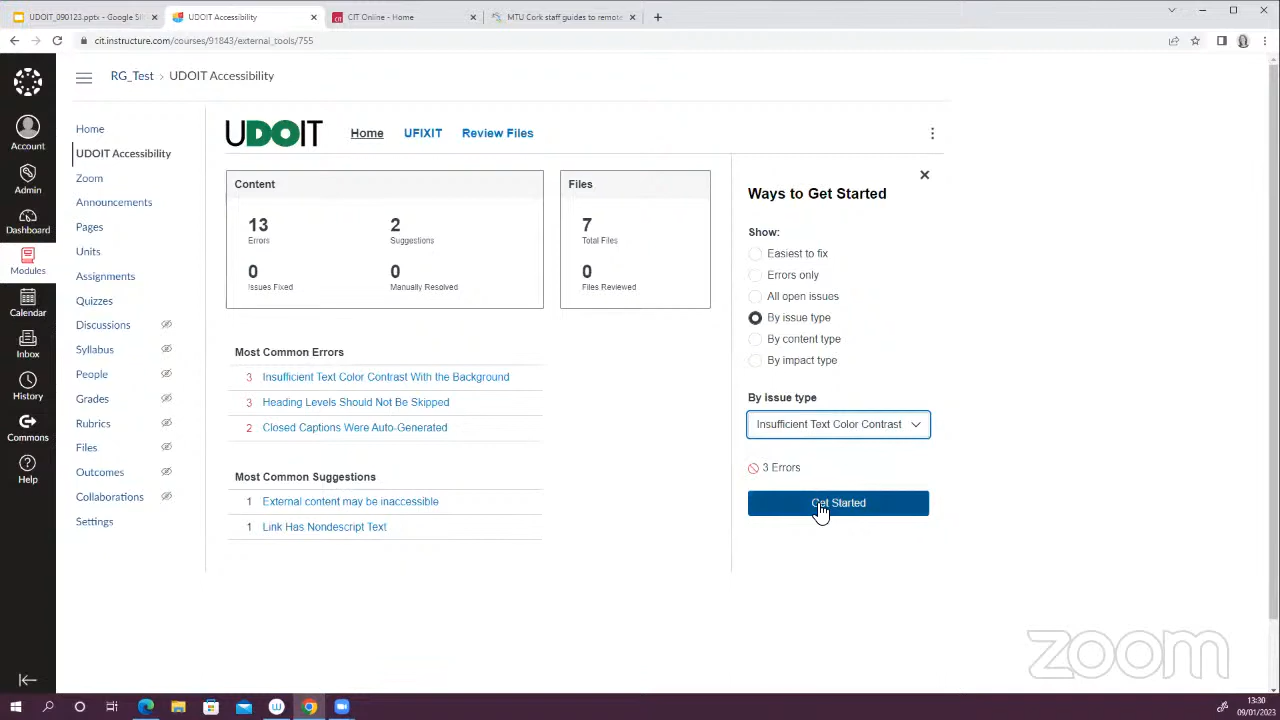 UDOIT_090123.pptx - Google Sli
UDOIT Accessibility
CIT Online - Home
MTU Cork staff guides to remote
cit.instructure.com/courses/91843/external_tools/755
RG_Test > UDOIT Accessibility
Account
Admin
Dashboard
Modules
Calendar
Inbox
History
Commons
Help
Home
UDOIT Accessibility
Zoom
Announcements
Pages
Units
Assignments
Quizzes
Discussions
Syllabus
People
Grades
Rubrics
Files
Outcomes
Collaborations
Settings
UDOIT
Home
UFIXIT
Review Files
Content
13
Errors
2
Suggestions
0
Issues Fixed
0
Manually Resolved
Files
7
Total Files
0
Files Reviewed
Most Common Errors
3 Insufficient Text Color Contrast With the Background
3 Heading Levels Should Not Be Skipped
2 Closed Captions Were Auto-Generated
Most Common Suggestions
1 External content may be inaccessible
1 Link Has Nondescript Text
Ways to Get Started
Show:
Easiest to fix
Errors only
All open issues
By issue type
By content type
By impact type
By issue type
Insufficient Text Color Contrast
3 Errors
Get Started
zoom
13:30
09/01/2023